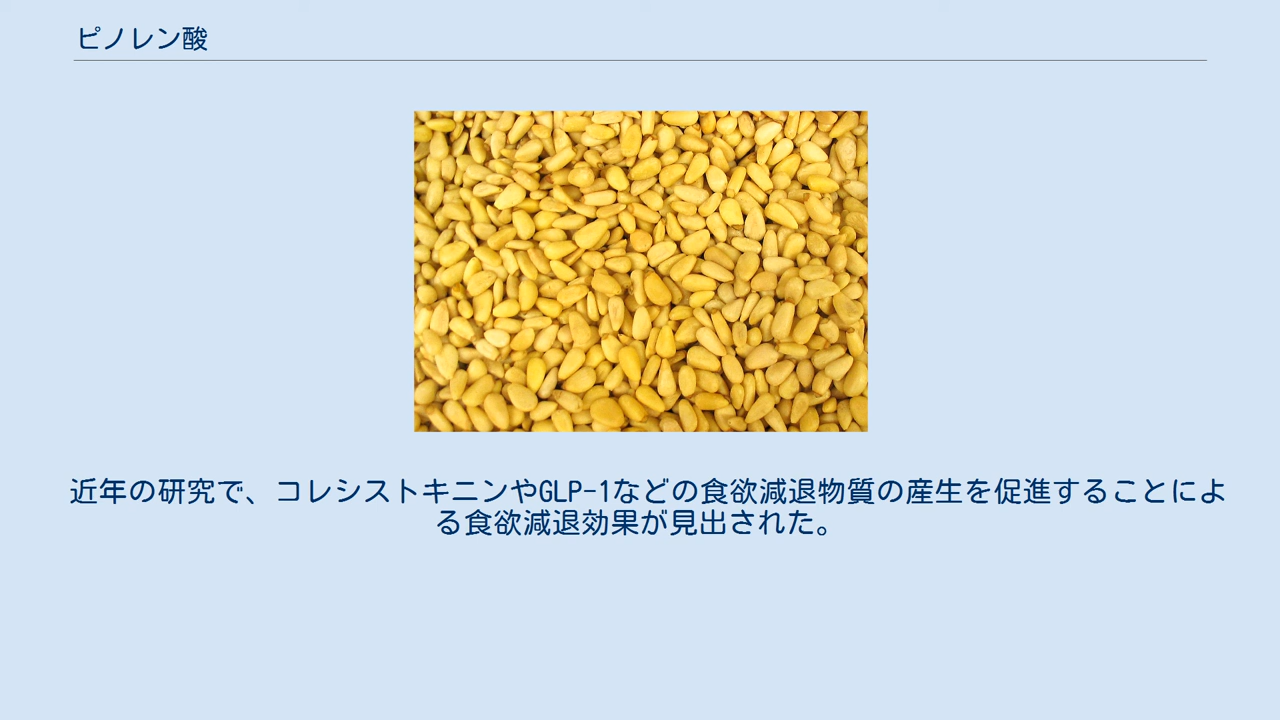 ピノレン酸
近年の研究で、コレシストキニンやGLP-1などの食欲減退物質の産生を促進することによ
る食欲減退効果が見出された。